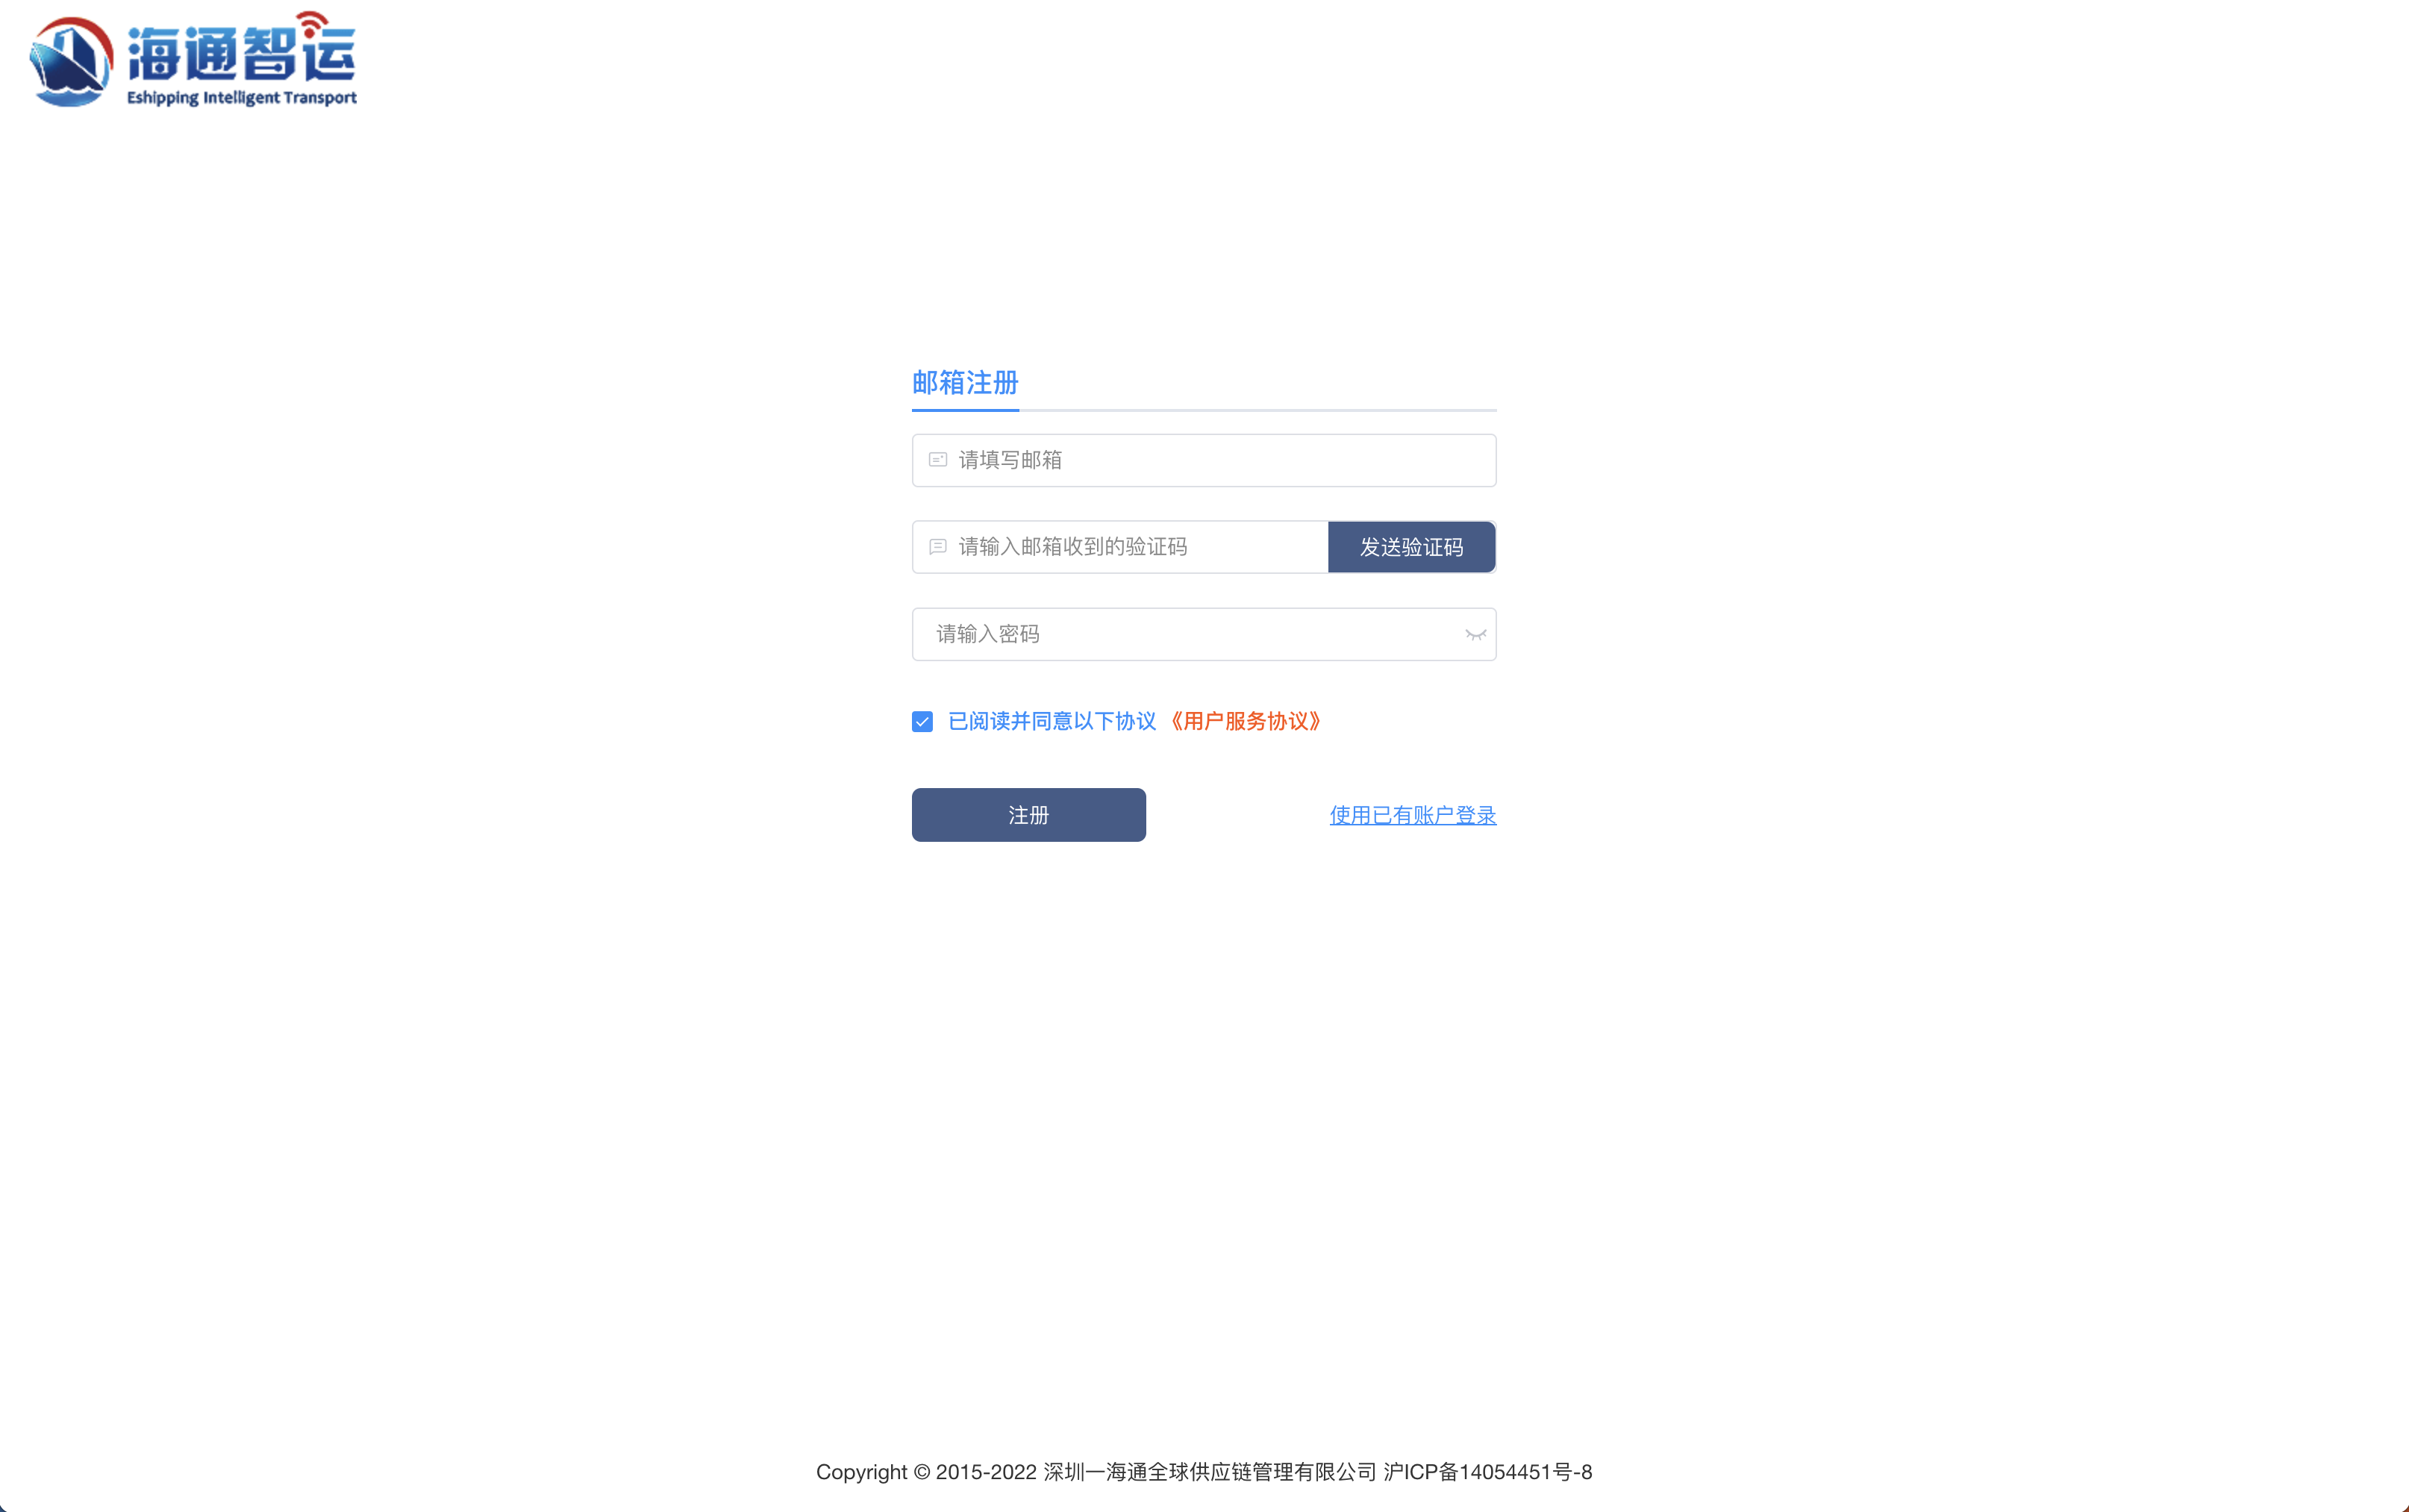 海通智运
Eshipping Intelligent Transport
邮箱注册
请填写邮箱
请输入邮箱收到的验证码 发送验证码
请输入密码
已阅读并同意以下协议 《用户服务协议》
注册 使用已有账户登录
Copyright © 2015-2022 深圳一海通全球供应链管理有限公司 沪ICP备14054451号-8